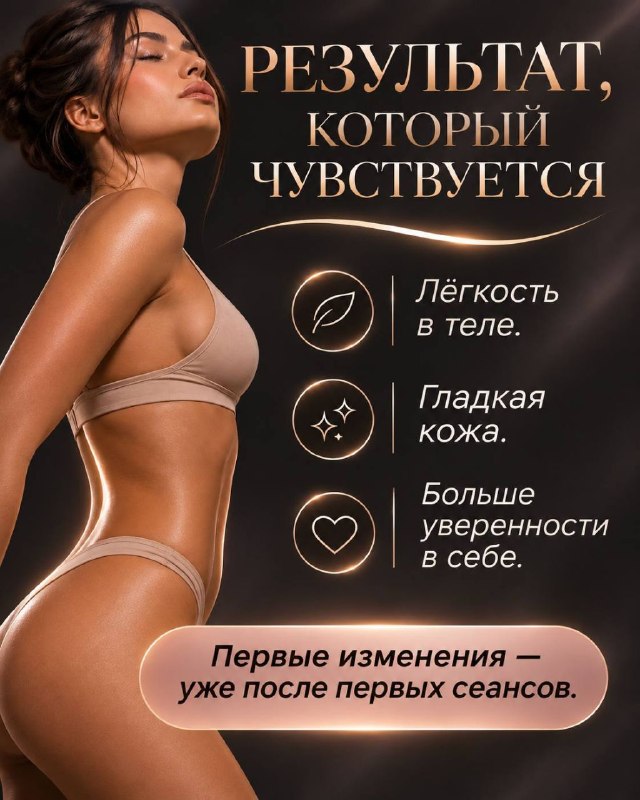 РЕЗУЛЬТАТ,
КОТОРЫЙ
ЧУВСТВУЕТСЯ
Лёгкость
в теле.
Гладкая
кожа.
Больше
уверенности
в себе.
Первые изменения —
уже после первых сеансов.